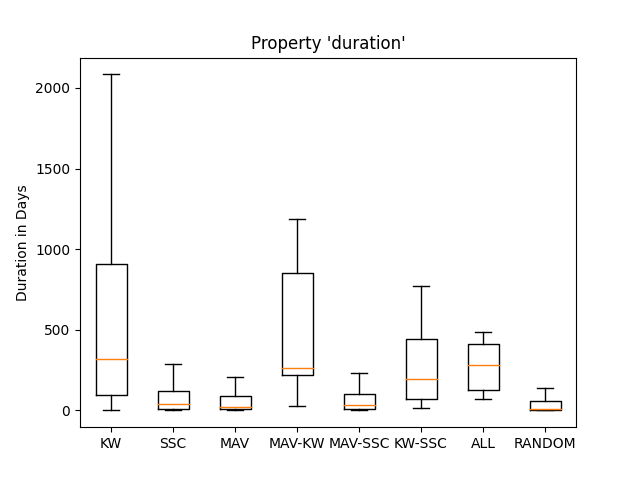 Property 'duration'
Duration in Days
2000
1500
1000
500
0
KW SSC MAV MAV-KW MAV-SSC KW-SSC ALL RANDOM